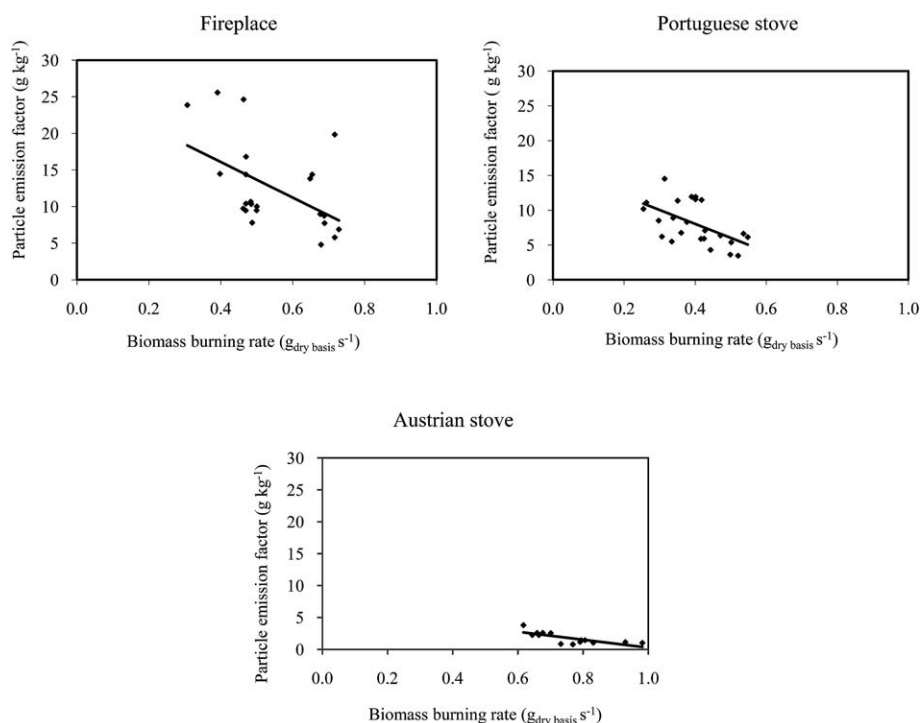 Fireplace
Particle emission factor (g kg⁻¹)
30
25
20
15
10
5
0
0.0 0.2 0.4 0.6 0.8 1.0
Biomass burning rate (g_dry basis s⁻¹)
Portuguese stove
Particle emission factor ( g kg⁻¹)
30
25
20
15
10
5
0
0.0 0.2 0.4 0.6 0.8 1.0
Biomass burning rate (g_dry basis s⁻¹)
Austrian stove
Particle emission factor (g kg⁻¹)
30
25
20
15
10
5
0
0.0 0.2 0.4 0.6 0.8 1.0
Biomass burning rate (g_dry basis s⁻¹)